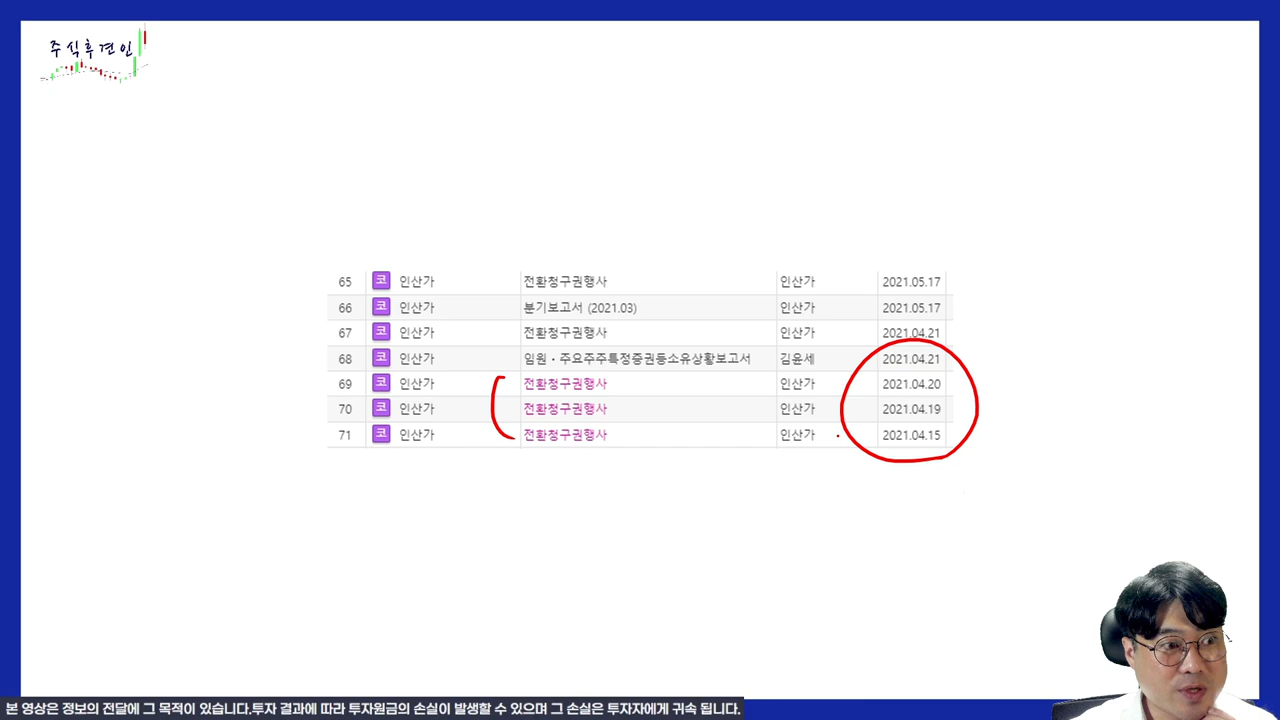 주식후견인
65 코 인산가 전환청구권행사 인산가 2021.05.17
66 코 인산가 분기보고서 (2021.03) 인산가 2021.05.17
67 코 인산가 전환청구권행사 인산가 2021.04.21
68 코 인산가 임원ㆍ주요주주특정증권등소유상황보고서 김윤세 2021.04.21
69 코 인산가 전환청구권행사 인산가 2021.04.20
70 코 인산가 전환청구권행사 인산가 2021.04.19
71 코 인산가 전환청구권행사 인산가 2021.04.15
본 영상은 정보의 전달에 그 목적이 있습니다.투자 결과에 따라 투자원금의 손실이 발생할 수 있으며 그 손실은 투자자에게 귀속 됩니다.